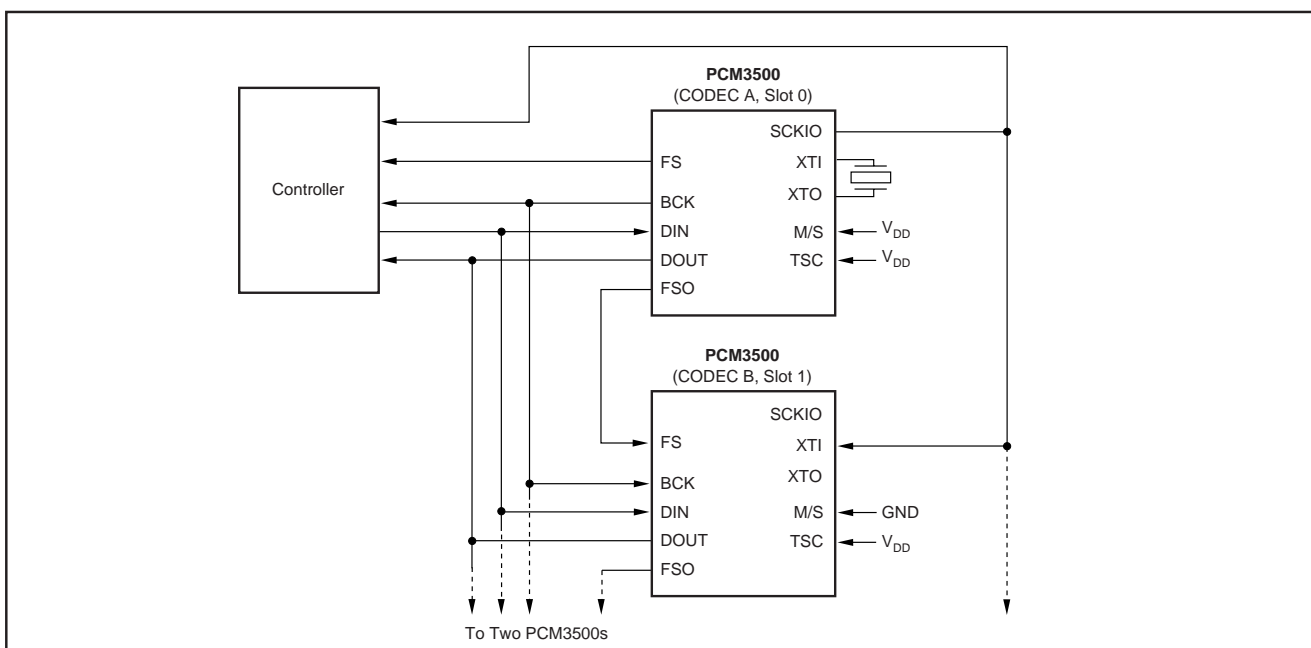 PCM3500
(CODEC A, Slot 0)
Controller
SCKIO
FS
XTI
BCK
XTO
DIN
M/S
VDD
DOUT
TSC
VDD
FSO
PCM3500
(CODEC B, Slot 1)
SCKIO
FS
XTI
BCK
XTO
DIN
M/S
GND
DOUT
TSC
VDD
FSO
To Two PCM3500s